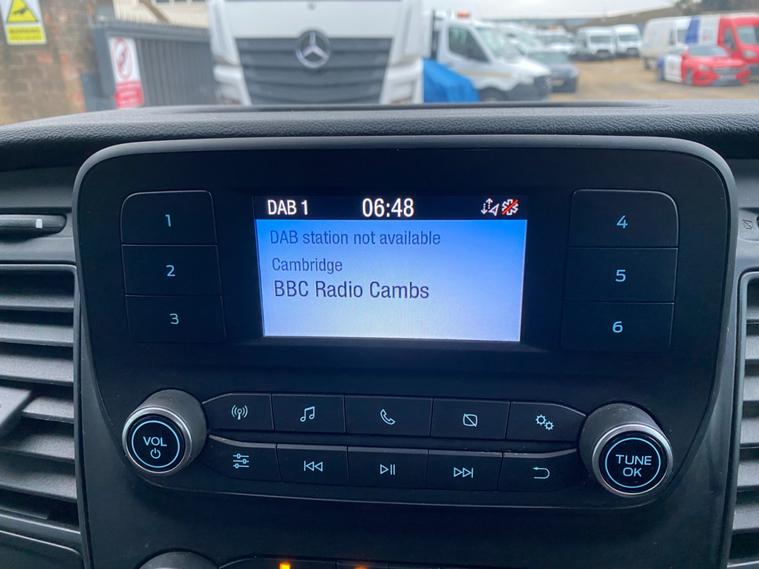 DAB 1 06:48
DAB station not available
Cambridge
BBC Radio Cambs
1
2
3
4
5
6
VOL
TUNE
OK